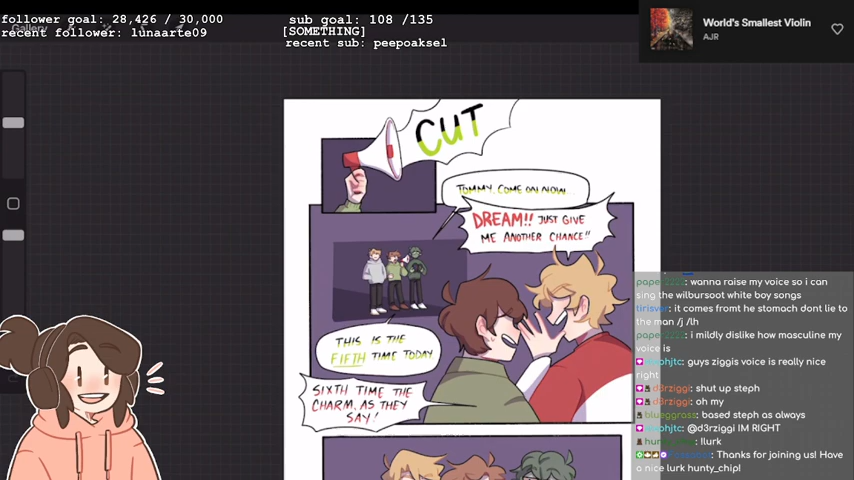 follower goal: 28,426 / 30,000
recent follower: lunaarte09
sub goal: 108 /135
[SOMETHING]
recent sub: peepoaksel
World's Smallest Violin
AJR
Gallery
CUT
TOMMY, COME ON NOW...
DREAM!! JUST GIVE
ME ANOTHER CHANCE!!
THIS IS THE
FIFTH TIME TODAY
SIXTH TIME THE
CHARM, AS THEY
SAY!
wanna raise my voice so i can
sing the wilbursoot white boy songs
it comes fromt he stomach dont lie to
the man /j /lh
i mildly dislike how masculine my
voice is
guys ziggis voice is really nice
right
d3rziggi: shut up steph
d3rziggi: oh my
bluegrass: based steph as always
@d3rziggi IM RIGHT
!lurk
Thanks for joining us! Have
a nice lurk hunty_chip!